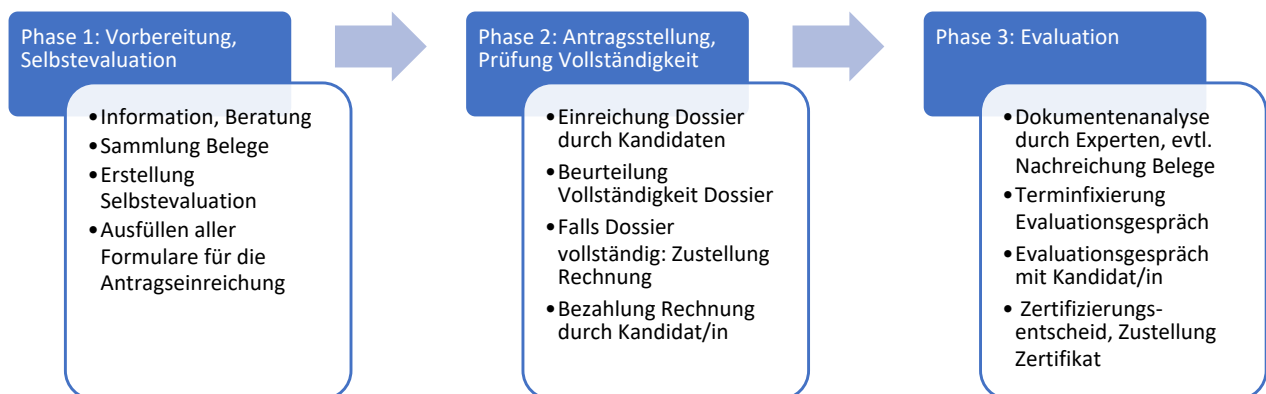 Phase 1: Vorbereitung,
Selbstevaluation
•Information, Beratung
•Sammlung Belege
•Erstellung
Selbstevaluation
•Ausfüllen aller
Formulare für die
Antragseinreichung
Phase 2: Antragsstellung,
Prüfung Vollständigkeit
•Einreichung Dossier
durch Kandidaten
•Beurteilung
Vollständigkeit Dossier
•Falls Dossier
vollständig: Zustellung
Rechnung
•Bezahlung Rechnung
durch Kandidat/in
Phase 3: Evaluation
•Dokumentenanalyse
durch Experten, evtl.
Nachreichung Belege
•Terminfixierung
Evaluationsgespräch
•Evaluationsgespräch
mit Kandidat/in
• Zertifizierungs-
entscheid, Zustellung
Zertifikat